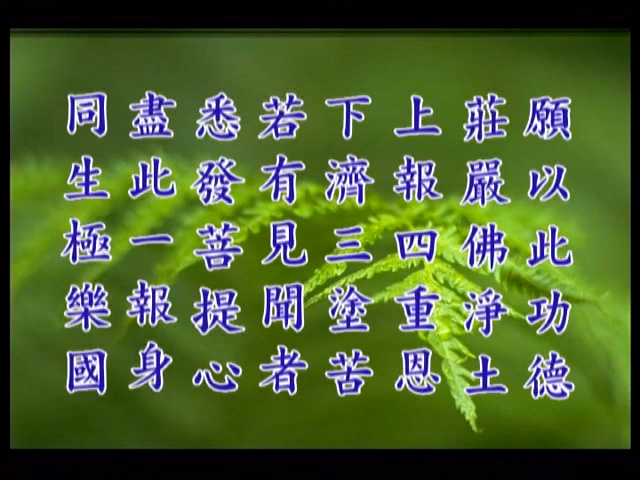 願以此功德
莊嚴佛淨土
上報四重恩
下濟三塗苦
若有見聞者
悉發菩提心
盡此一報身
同生極樂國